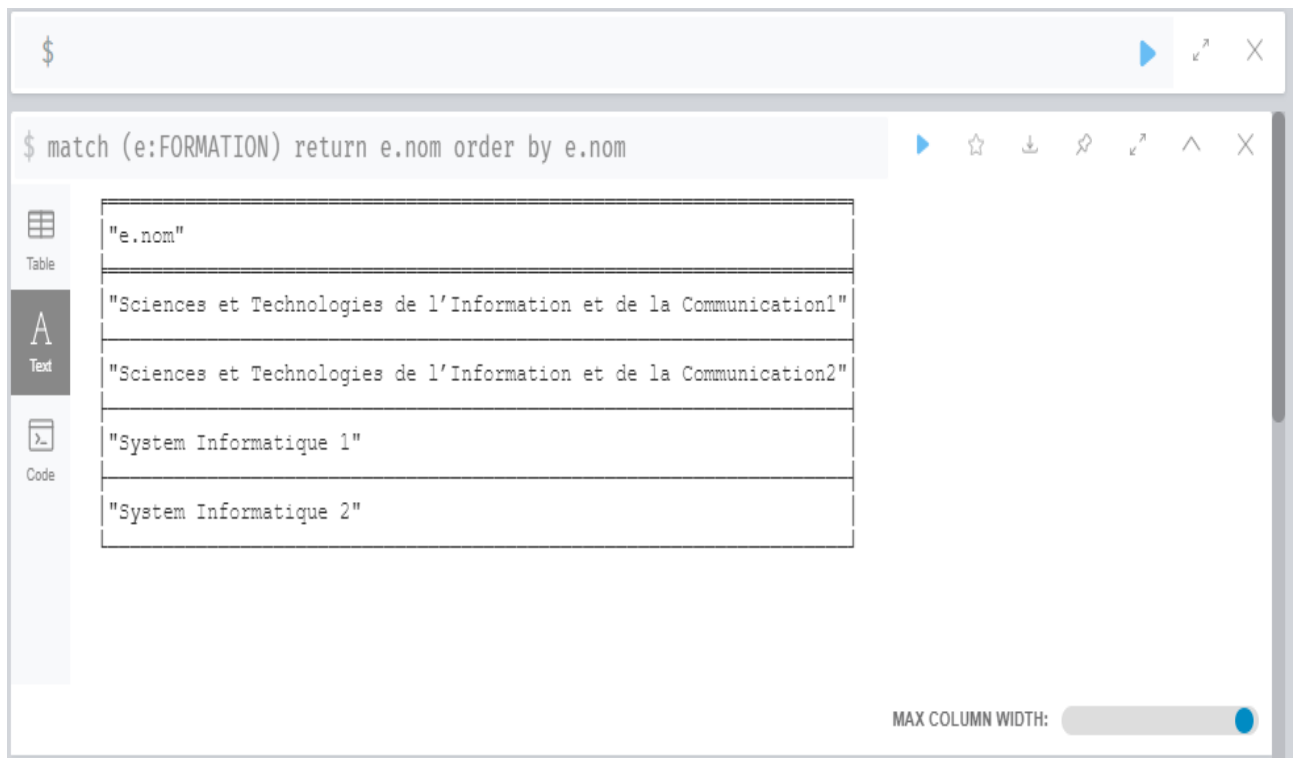 $
$ match (e:FORMATION) return e.nom order by e.nom
Table
"e.nom"
"Sciences et Technologies de l’Information et de la Communication1"
A
Text
"Sciences et Technologies de l’Information et de la Communication2"
"System Informatique 1"
Code
"System Informatique 2"
MAX COLUMN WIDTH: